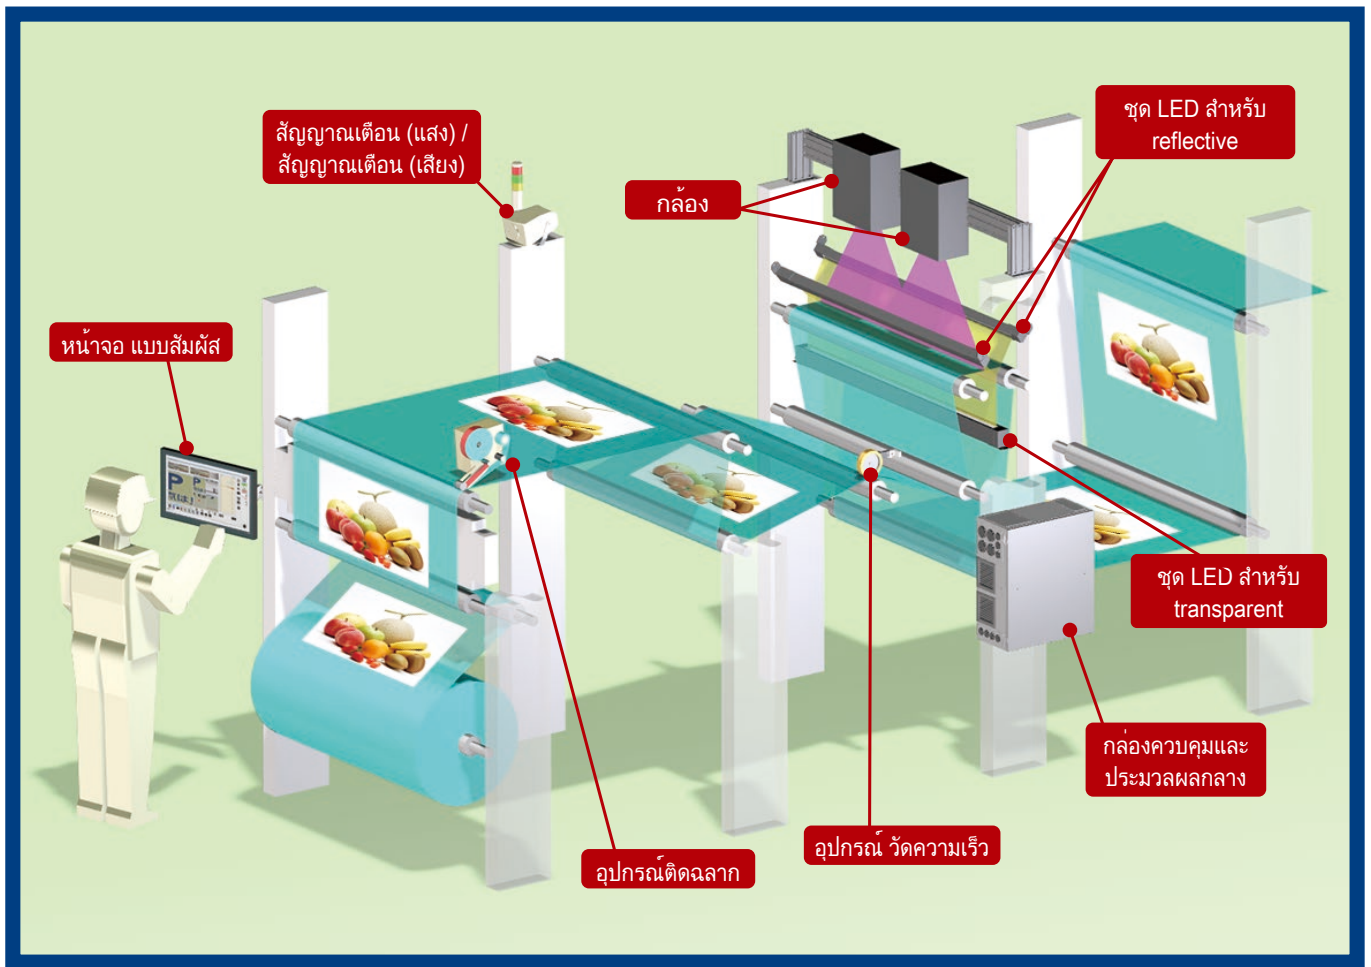 ชุด LED สำหรับ
reflective
สัญญาณเตือน (แสง) /
สัญญาณเตือน (เสียง)
กล้อง
หน้าจอ แบบสัมผัส
ชุด LED สำหรับ
transparent
กล่องควบคุมและ
ประมวลผลกลาง
อุปกรณ์ วัดความเร็ว
อุปกรณ์ติดฉลาก